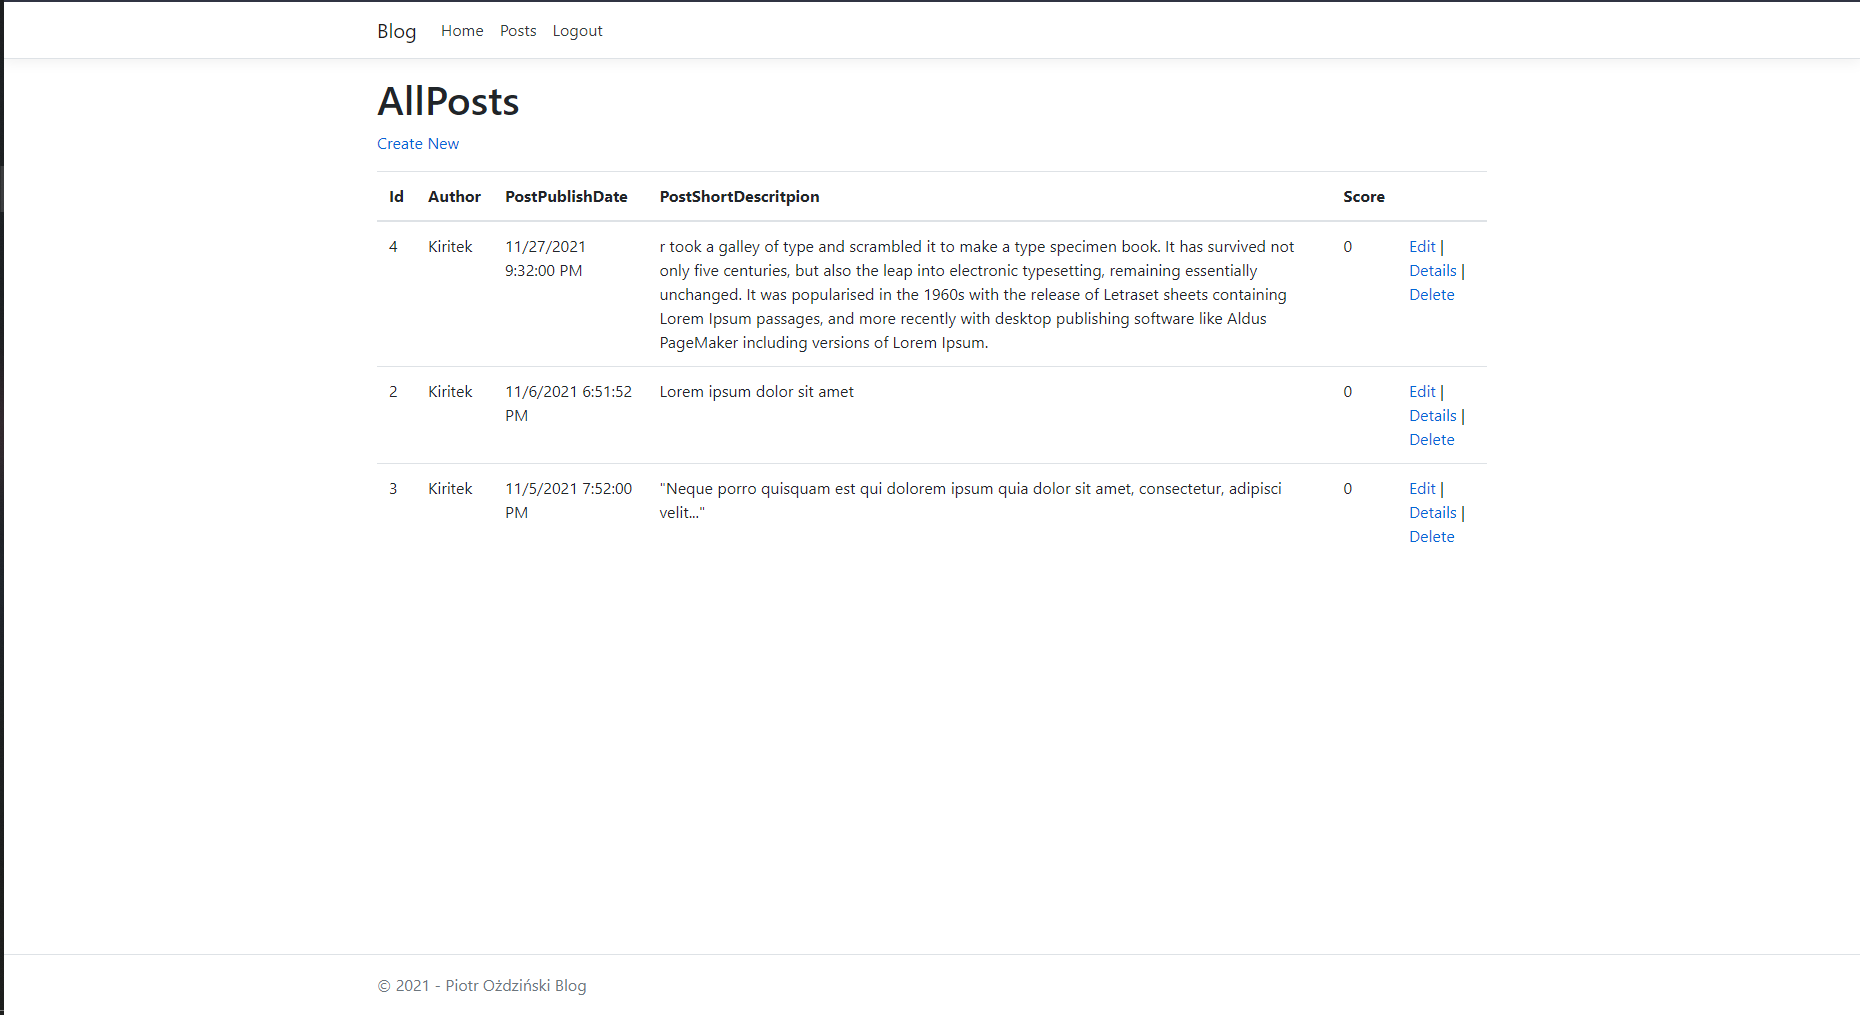 Blog Home Posts Logout
AllPosts
Create New
Id Author PostPublishDate PostShortDescritpion Score
4 Kiritek 11/27/2021 r took a galley of type and scrambled it to make a type specimen book. It has survived not 0 Edit |
9:32:00 PM only five centuries, but also the leap into electronic typesetting, remaining essentially Details |
unchanged. It was popularised in the 1960s with the release of Letraset sheets containing Delete
Lorem Ipsum passages, and more recently with desktop publishing software like Aldus
PageMaker including versions of Lorem Ipsum.
2 Kiritek 11/6/2021 6:51:52 Lorem ipsum dolor sit amet 0 Edit |
PM Details |
Delete
3 Kiritek 11/5/2021 7:52:00 "Neque porro quisquam est qui dolorem ipsum quia dolor sit amet, consectetur, adipisci 0 Edit |
PM velit..." Details |
Delete
© 2021 - Piotr Ożdziński Blog